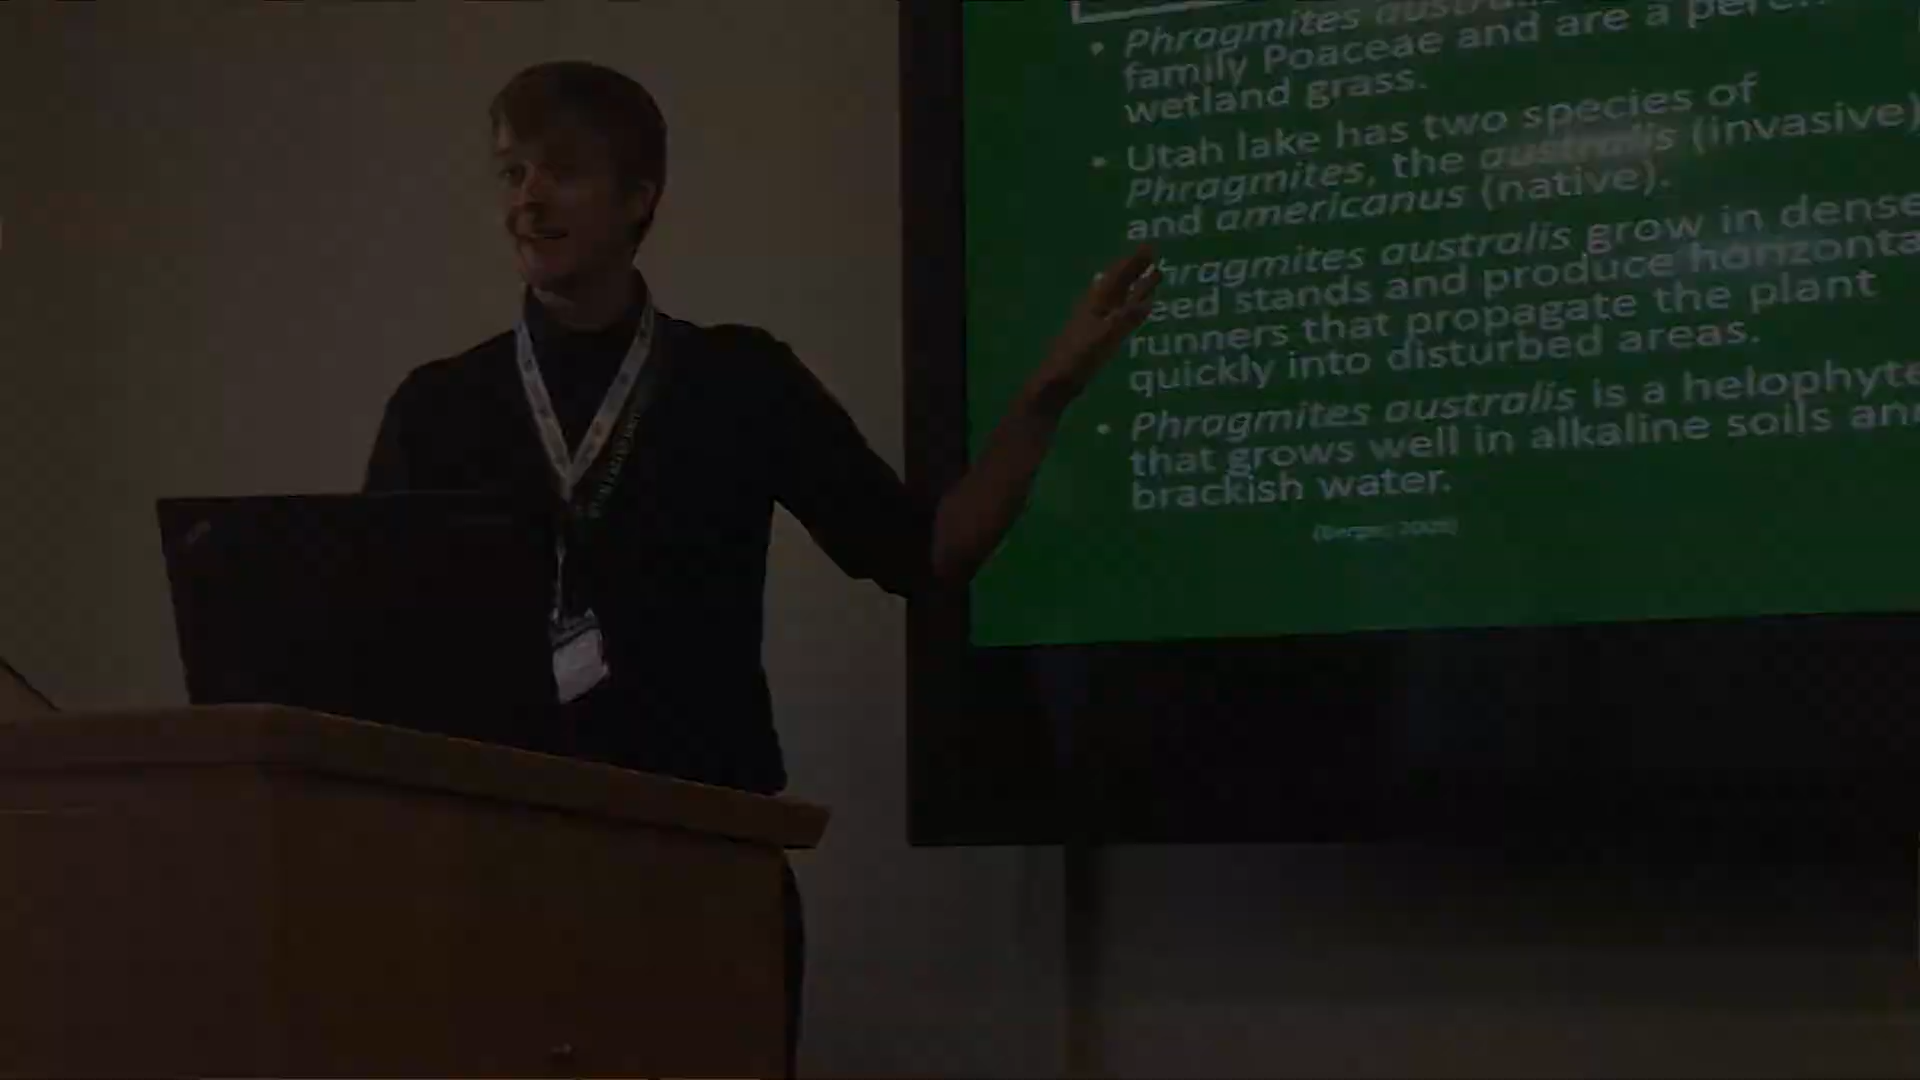 • Phragmites
family Poaceae and are a
wetland grass.
• Utah lake has two species of
Phragmites, the australis (invasive)
and americanus (native).
hragmites australis grow in dense
eed stands and produce horizonta
runners that propagate the plant
quickly into disturbed areas.
• Phragmites australis is a helophyte
that grows well in alkaline soils an
brackish water.